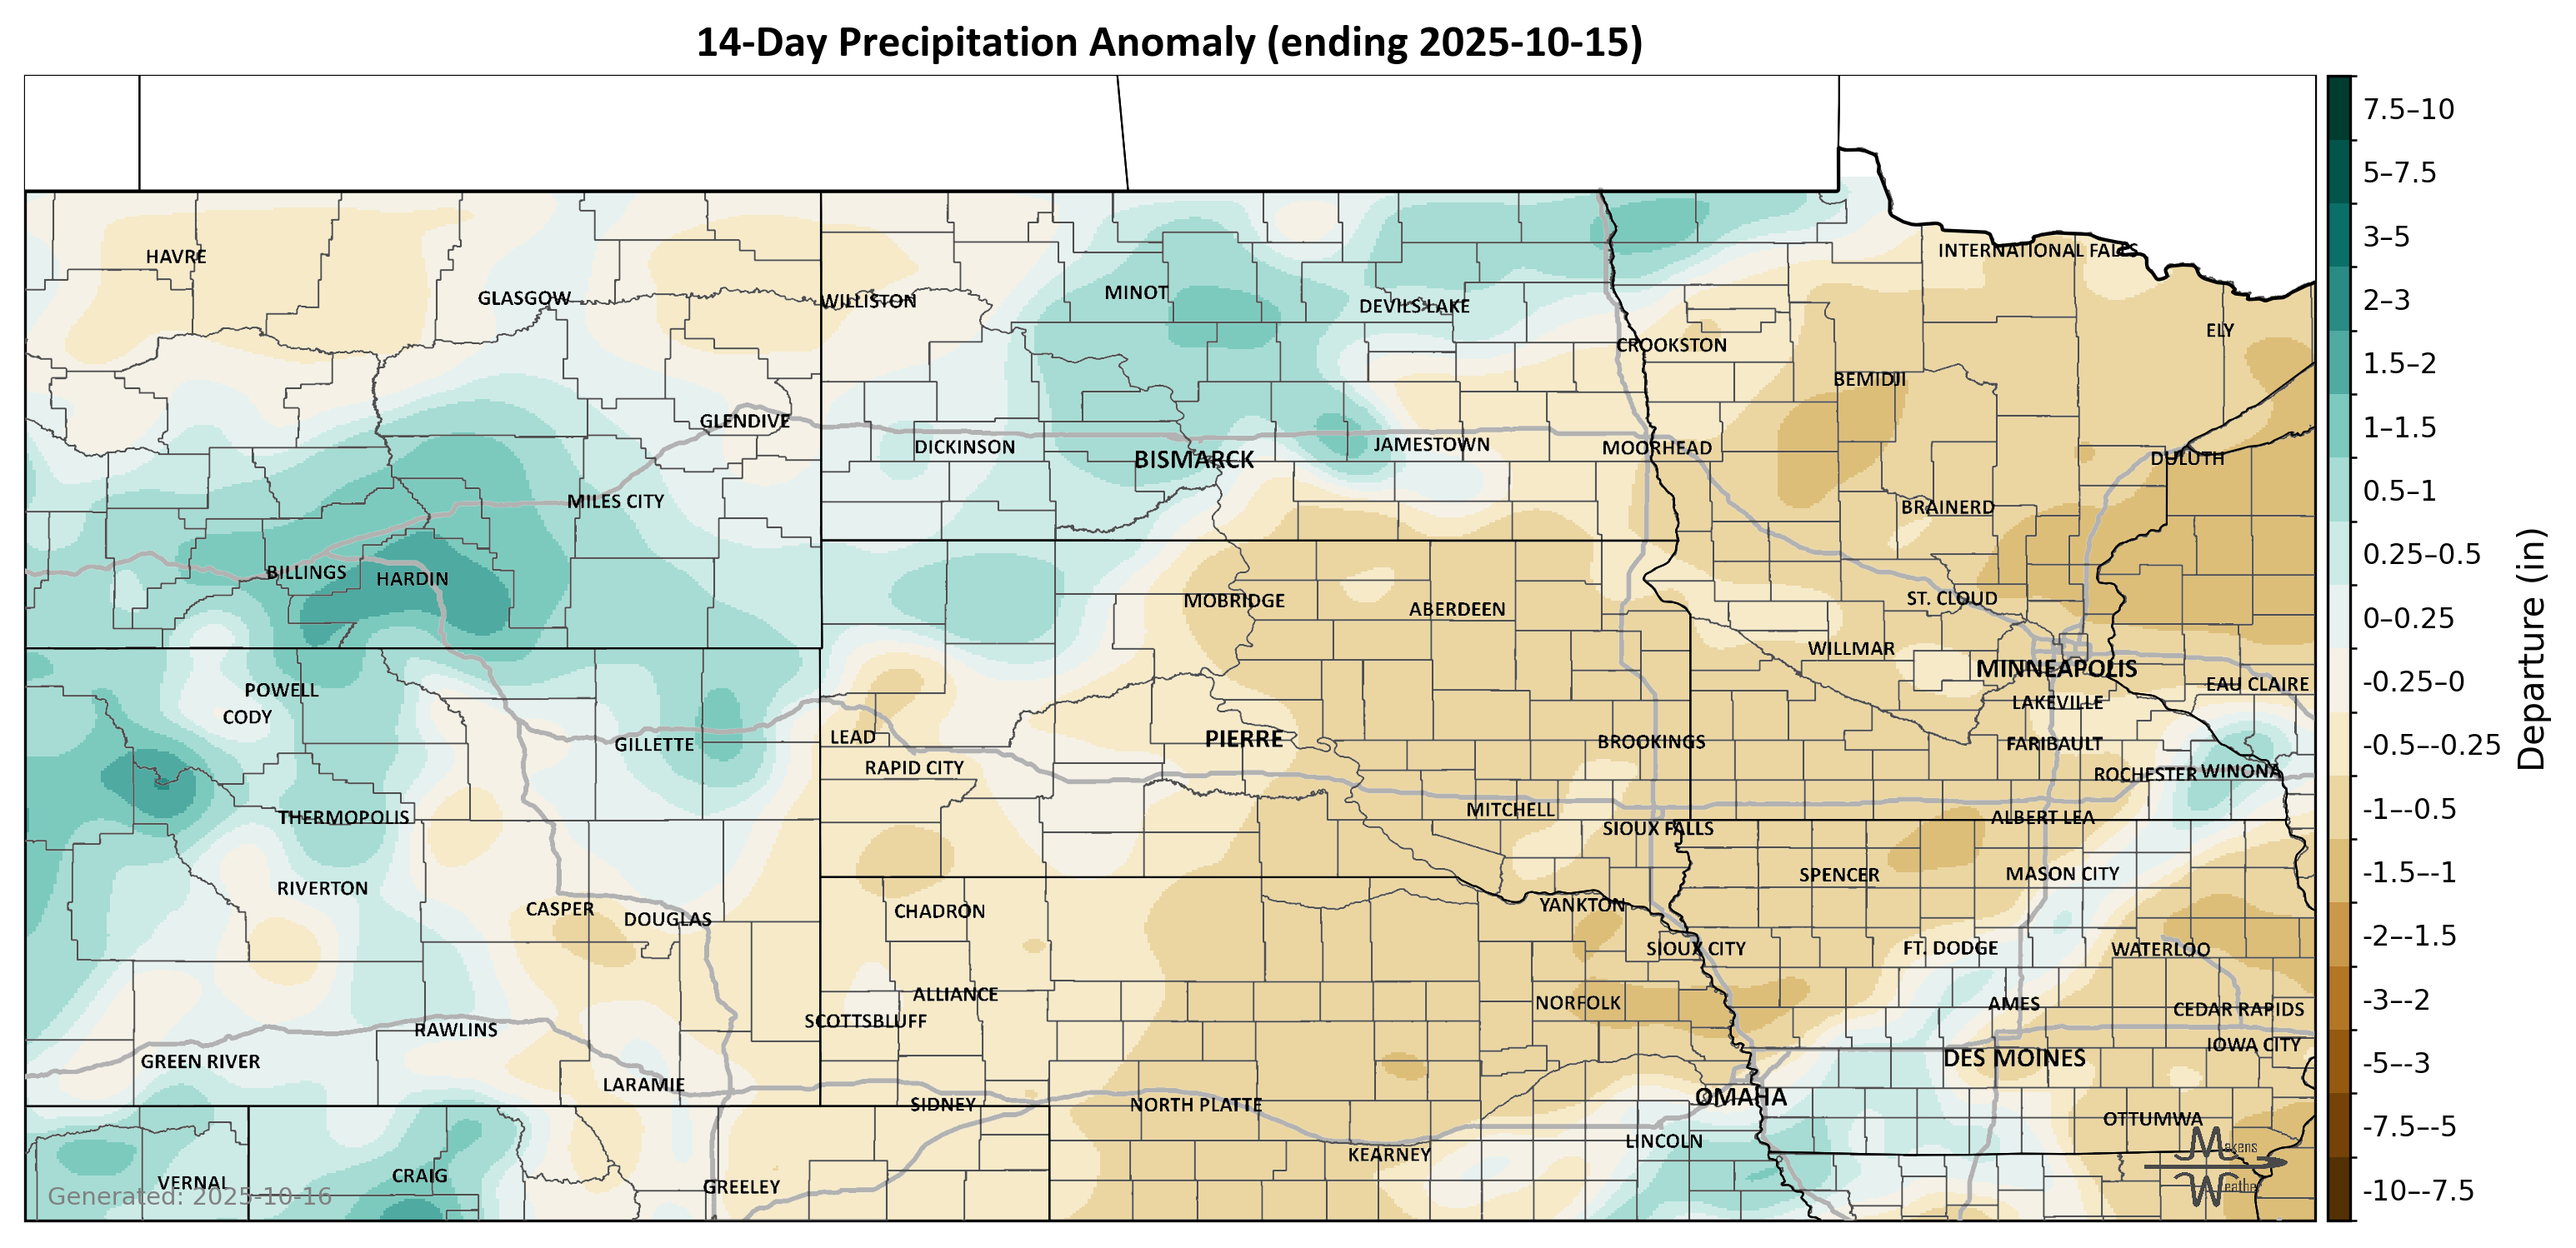 14-Day Precipitation Anomaly (ending 2025-10-15)
HAVRE
GLASGOW
WILLISTON
MINOT
DEVILS LAKE
INTERNATIONAL FALLS
ELY
CROOKSTON
BEMIDJI
GLENDIVE
DICKINSON
BISMARCK
JAMESTOWN
MOORHEAD
DULUTH
MILES CITY
BRAINERD
BILLINGS
HARDIN
MOBRIDGE
ABERDEEN
ST. CLOUD
WILLMAR
MINNEAPOLIS
EAU CLAIRE
POWELL
CODY
LAKEVILLE
GILLETTE
LEAD
PIERRE
BROOKINGS
FARIBAULT
RAPID CITY
ROCHESTER
WINONA
THERMOPOLIS
MITCHELL
ALBERT LEA
SIOUX FALLS
RIVERTON
SPENCER
MASON CITY
CASPER
DOUGLAS
CHADRON
YANKTON
SIOUX CITY
FT. DODGE
WATERLOO
ALLIANCE
NORFOLK
AMES
CEDAR RAPIDS
SCOTTSBLUFF
RAWLINS
IOWA CITY
GREEN RIVER
DES MOINES
LARAMIE
OMAHA
SIDNEY
NORTH PLATTE
OTTUMWA
LINCOLN
KEARNEY
VERNAL
CRAIG
GREELEY
Generated: 2025-10-16
Makens
Weather
7.5–10
5–7.5
3–5
2–3
1.5–2
1–1.5
0.5–1
0.25–0.5
0–0.25
-0.25–0
-0.5–-0.25
-1–-0.5
-1.5–-1
-2–-1.5
-3–-2
-5–-3
-7.5–-5
-10–-7.5
Departure (in)